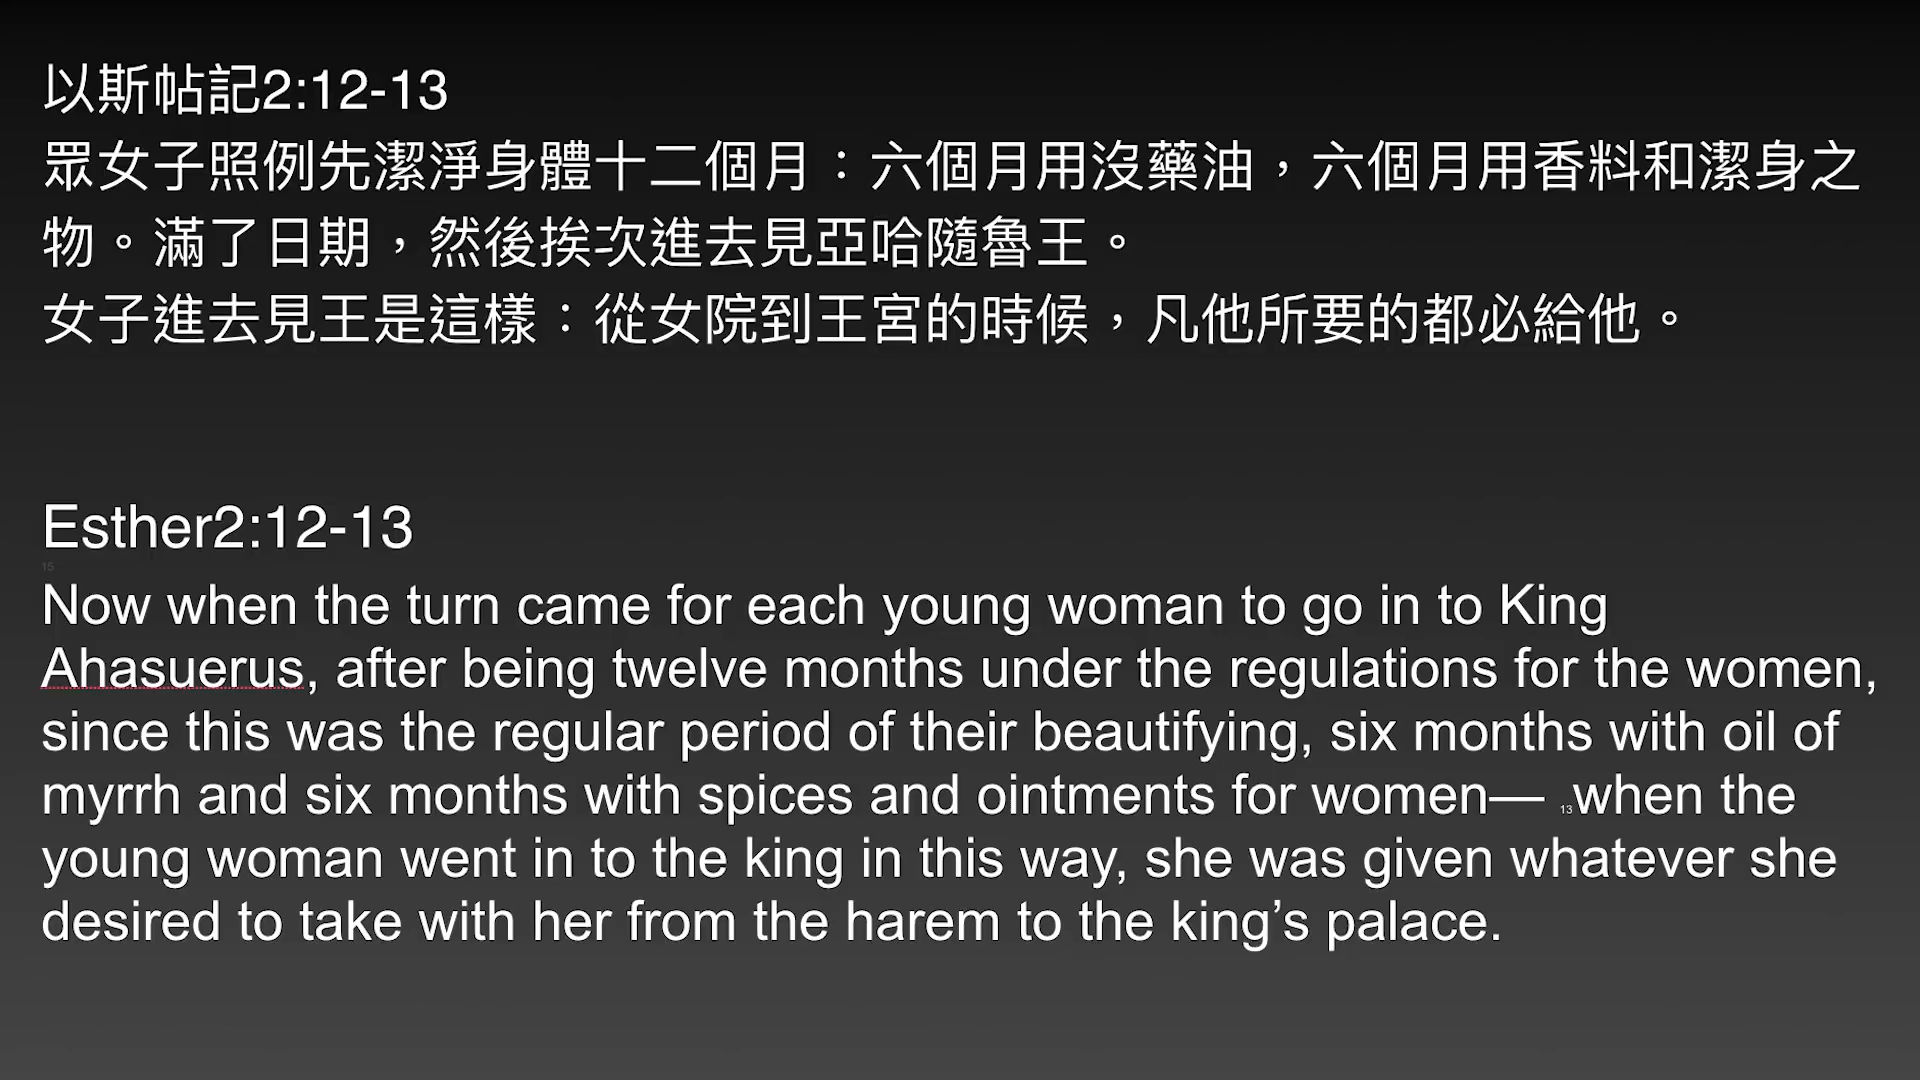 以斯帖記2:12-13
眾女子照例先潔淨身體十二個月：六個月用沒藥油，六個月用香料和潔身之
物。滿了日期，然後挨次進去見亞哈隨魯王。
女子進去見王是這樣：從女院到王宮的時候，凡他所要的都必給他。
Esther2:12-13
15
Now when the turn came for each young woman to go in to King
Ahasuerus, after being twelve months under the regulations for the women,
since this was the regular period of their beautifying, six months with oil of
myrrh and six months with spices and ointments for women— 13when the
young woman went in to the king in this way, she was given whatever she
desired to take with her from the harem to the king’s palace.